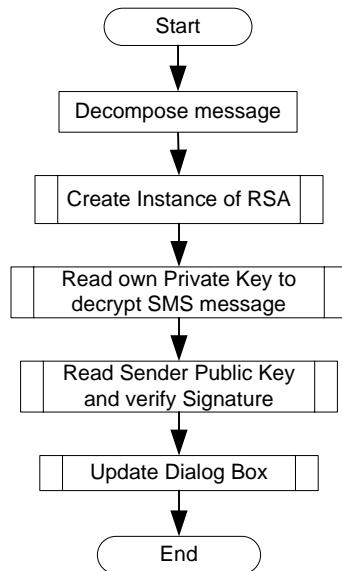 Start
Decompose message
Create Instance of RSA
Read own Private Key to
decrypt SMS message
Read Sender Public Key
and verify Signature
Update Dialog Box
End